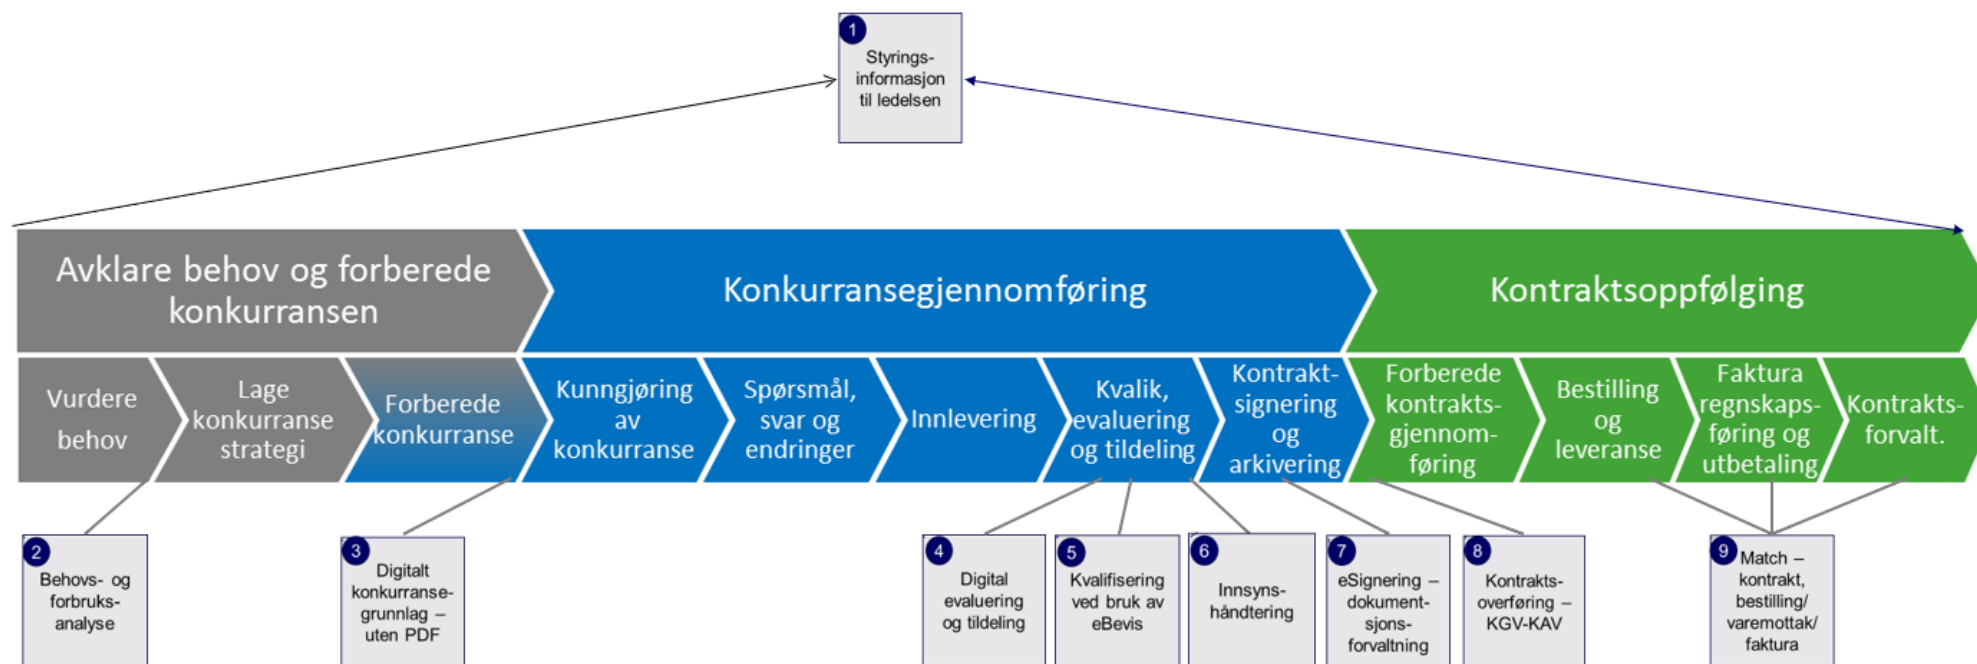 1
Styrings-
informasjon
til ledelsen
Avklare behov og forberede
konkurransen
Konkurransegjennomføring
Kontraktsoppfølging
Vurdere
behov
Lage
konkurranse
strategi
Forberede
konkurranse
Kunngjøring
av
konkurranse
Spørsmål,
svar og
endringer
Innlevering
Kvalik,
evaluering
og tildeling
Kontrakt-
signering
og
arkivering
Forberede
kontrakts-
gjennom-
føring
Bestilling
og
leveranse
Faktura
regnskaps-
føring og
utbetaling
Kontrakts-
forvalt.
2
Behovs- og
forbruks-
analyse
3
Digitalt
konkurranse-
grunnlag –
uten PDF
4
Digital
evaluering
og tildeling
5
Kvalifisering
ved bruk av
eBevis
6
Innsyns-
håndtering
7
eSignering –
dokument-
sjons-
forvaltning
8
Kontrakts-
overføring –
KGV-KAV
9
Match –
kontrakt,
bestilling/
varemottak/
faktura